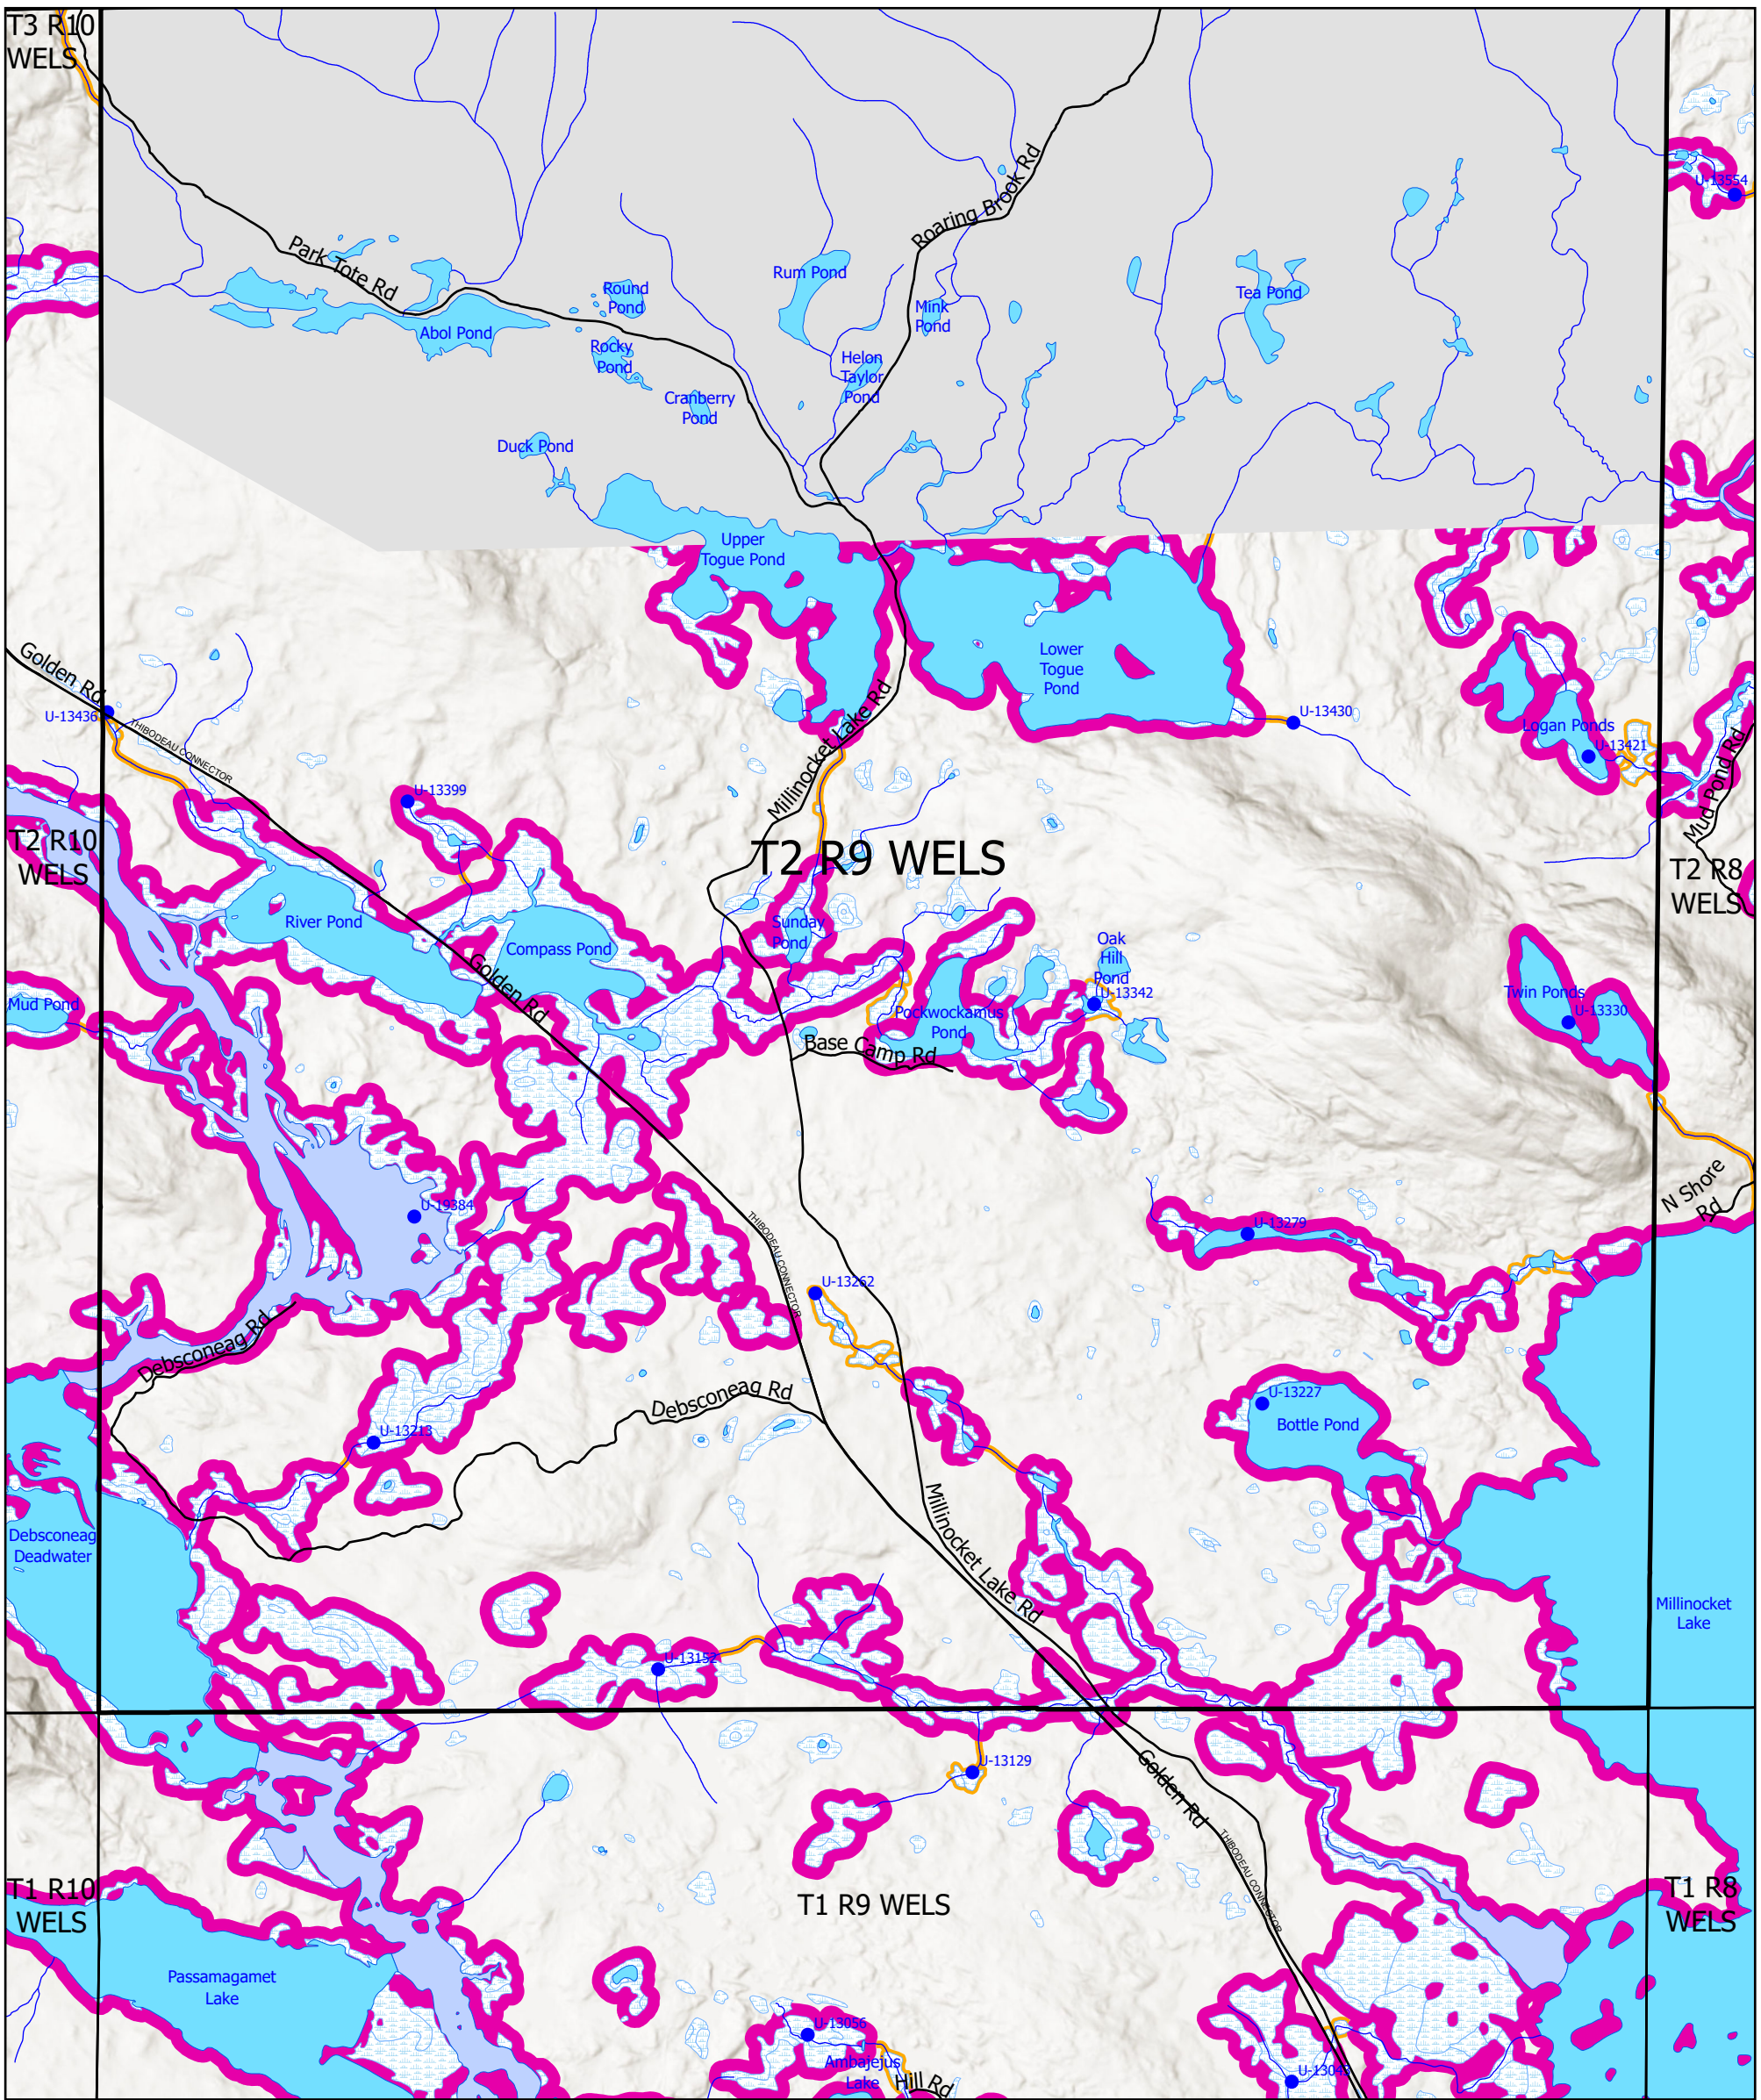 T3 R10
WELS
U-13554
Roaring Brook Rd
Park Tote Rd
Rum Pond
Round
Pond
Tea Pond
Mink
Pond
Abol Pond
Rocky
Pond
Helon
Taylor
Pond
Cranberry
Pond
Duck Pond
Upper
Togue Pond
Lower
Togue
Pond
Golden Rd
U-13436
THIBODEAU CONNECTOR
Millinocket Lake Rd
U-13430
Logan Ponds
U-13421
Mud Pond Rd
U-13399
T2 R10
WELS
T2 R9 WELS
T2 R8
WELS
River Pond
Compass Pond
Sunday
Pond
Oak
Hill
Pond
U-13342
Golden Rd
Mud Pond
Pockwockamus
Pond
Base Camp Rd
Twin Ponds
U-13330
N Shore
Rd
U-19384
THIBODEAU CONNECTOR
U-13279
U-13262
Debsconeag Rd
Debsconeag Rd
U-13227
Bottle Pond
U-13213
Millinocket Lake Rd
Debsconeag
Deadwater
Millinocket
Lake
U-13152
U-13129
Golden Rd
THIBODEAU CONNECTOR
T1 R10
WELS
T1 R9 WELS
T1 R8
WELS
Passamagamet
Lake
U-13056
Ambajejus
Lake
Hill Rd
U-13045